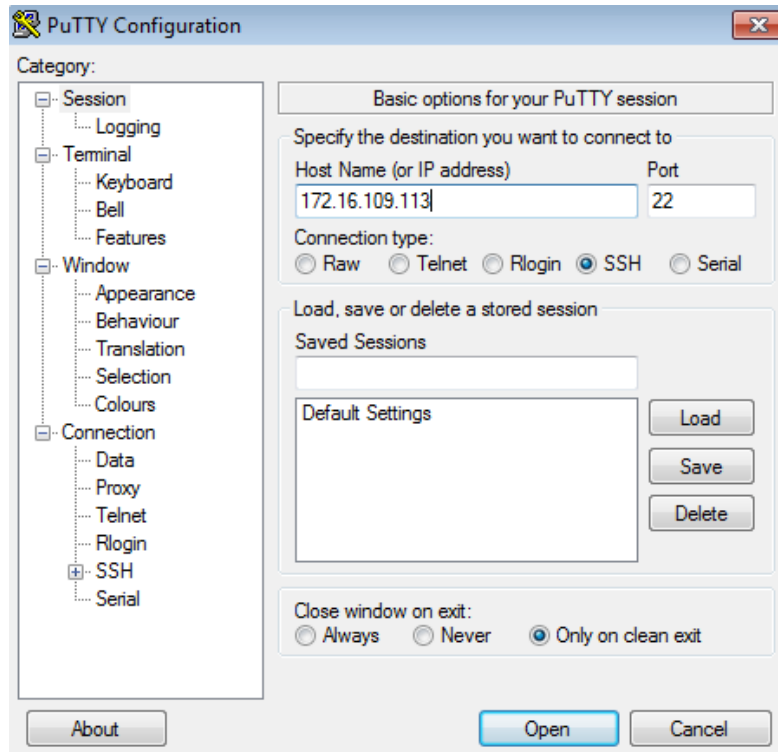 PuTTY Configuration
Category:
Session
Logging
Terminal
Keyboard
Bell
Features
Window
Appearance
Behaviour
Translation
Selection
Colours
Connection
Data
Proxy
Telnet
Rlogin
SSH
Serial
Basic options for your PuTTY session
Specify the destination you want to connect to
Host Name (or IP address) Port
172.16.109.113 22
Connection type:
Raw Telnet Rlogin SSH Serial
Load, save or delete a stored session
Saved Sessions
Default Settings
Load
Save
Delete
Close window on exit:
Always Never Only on clean exit
About Open Cancel